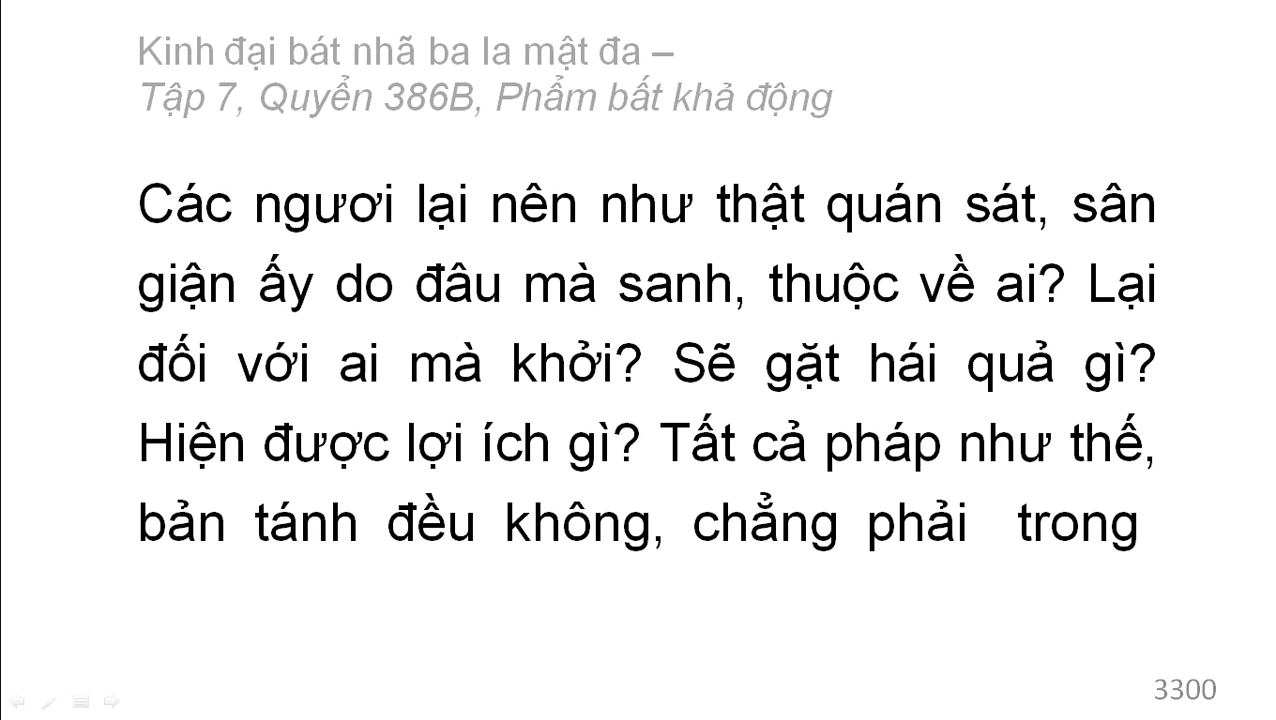 Kinh đại bát nhã ba la mật đa –
Tập 7, Quyển 386B, Phẩm bất khả động
Các ngươi lại nên như thật quán sát, sân
giận ấy do đâu mà sanh, thuộc về ai? Lại
đối với ai mà khởi? Sẽ gặt hái quả gì?
Hiện được lợi ích gì? Tất cả pháp như thế,
bản tánh đều không, chẳng phải trong
3300